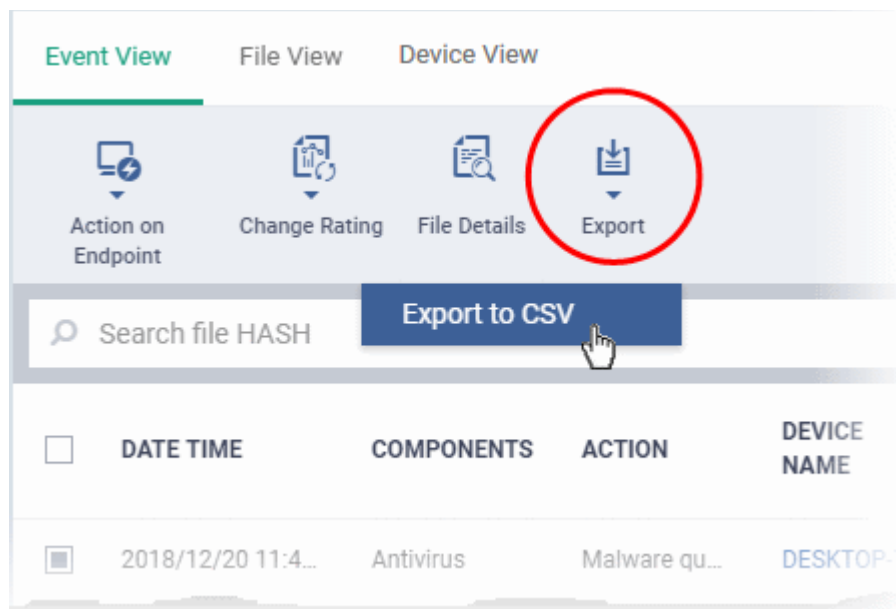 Event View File View Device View
Action on Endpoint Change Rating File Details Export
Export to CSV
Search file HASH
DATE TIME COMPONENTS ACTION DEVICE NAME
2018/12/20 11:4... Antivirus Malware qu... DESKTOP-